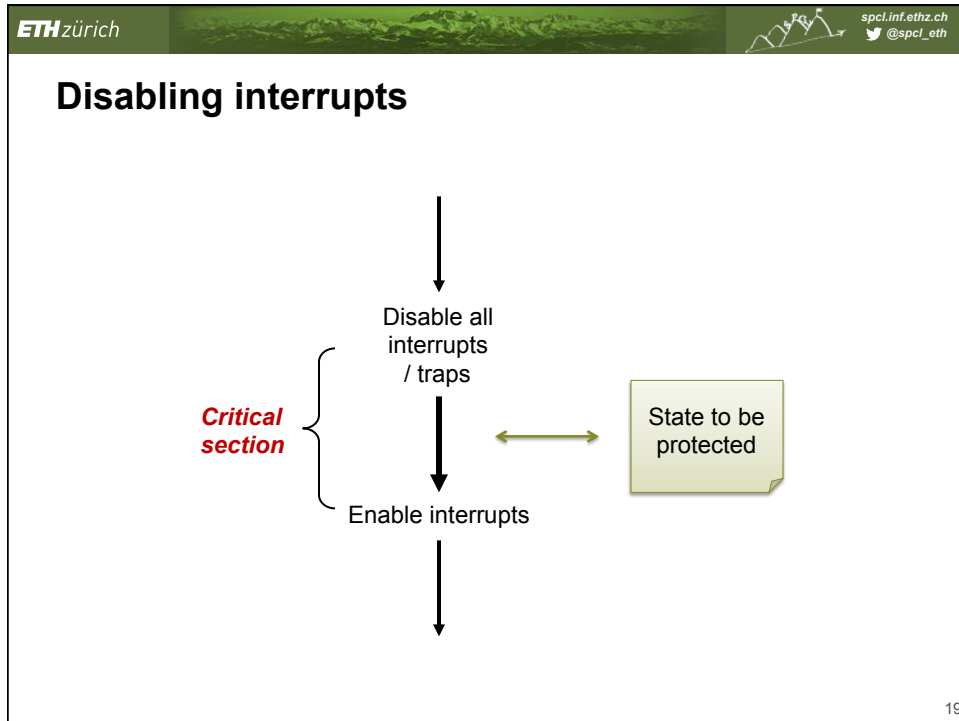 ETH zürich
spcl.inf.ethz.ch
@spcl_eth
Disabling interrupts
Disable all
interrupts
/ traps
Critical
section
State to be
protected
Enable interrupts
19